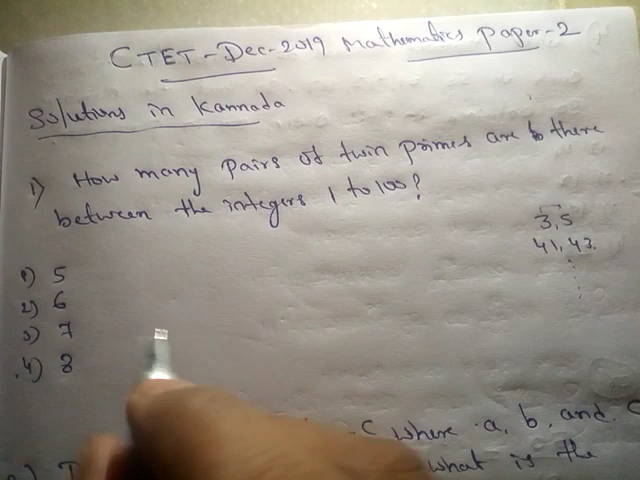 CTET-Dec-2019 Mathematics Paper-2
Solutions in Kannada
1) How many pairs of twin primes are there
between the integers 1 to 100?
3,5
41,43.
1) 5
2) 6
3) 7
4) 8
C where a, b, and C
what is the